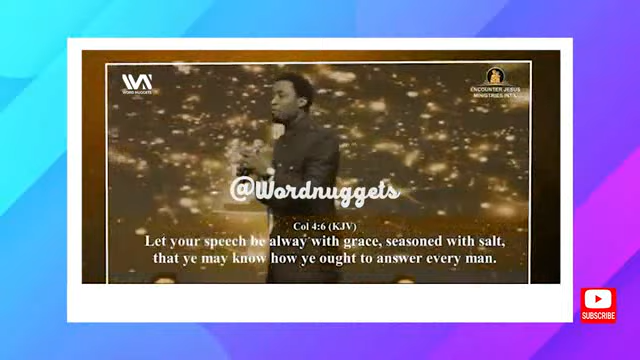 WORD NUGGETS
ENCOUNTER JESUS
MINISTRIES INT'L
@Wordnuggets
Col 4:6 (KJV)
Let your speech be alway with grace, seasoned with salt,
that ye may know how ye ought to answer every man.
SUBSCRIBE